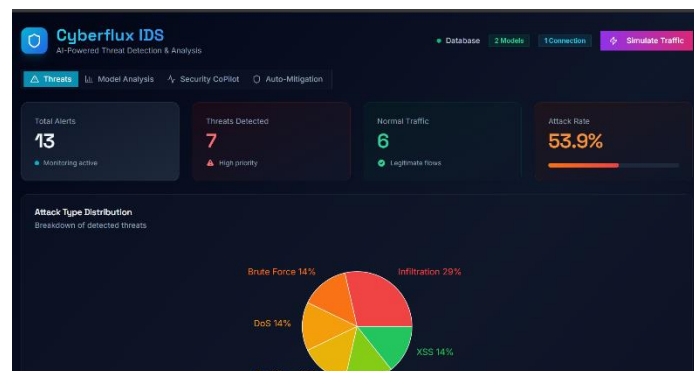 Cyberflux IDS
AI-Powered Threat Detection & Analysis
Database
2 Models
1 Connection
Simulate Traffic
Threats
Model Analysis
Security CoPilot
Auto-Mitigation
Total Alerts
13
Monitoring active
Threats Detected
7
High priority
Normal Traffic
6
Legitimate flows
Attack Rate
53.9%
Attack Type Distribution
Breakdown of detected threats
Brute Force 14%
Infiltration 29%
DoS 14%
XSS 14%